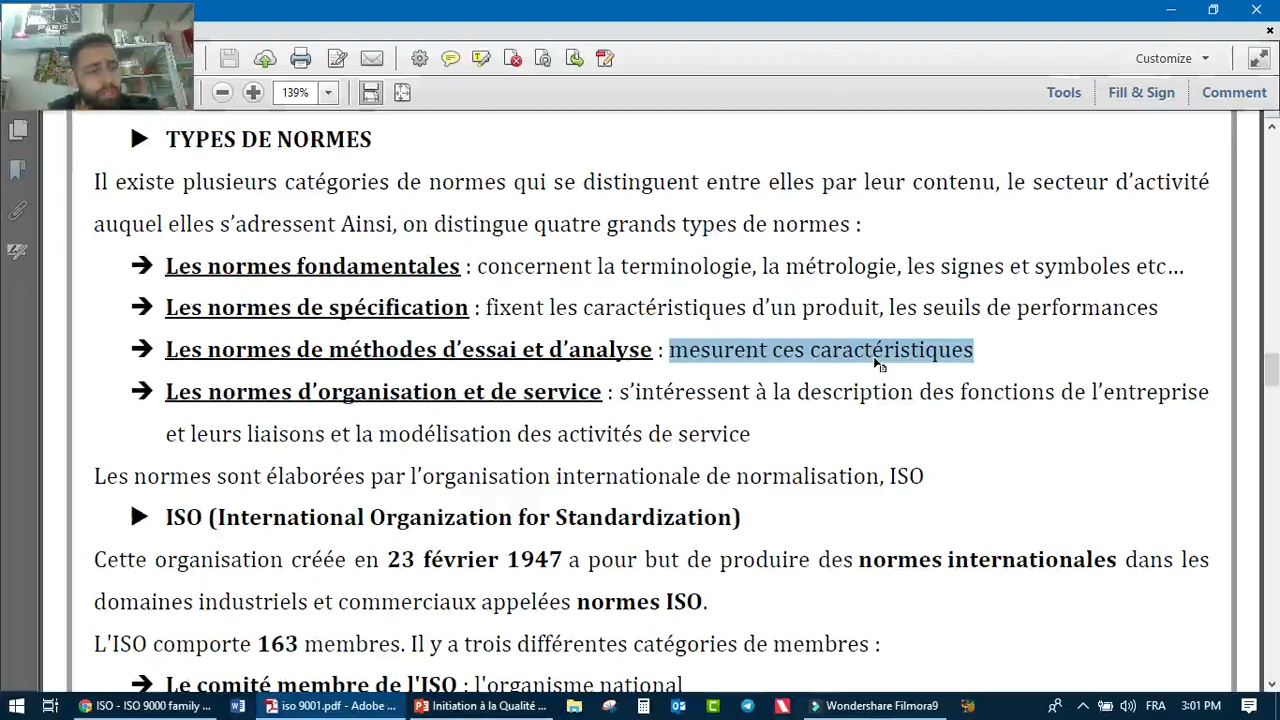 PARIS
Customize
139%
Tools
Fill & Sign
Comment
► TYPES DE NORMES
Il existe plusieurs catégories de normes qui se distinguent entre elles par leur contenu, le secteur d’activité
auquel elles s’adressent Ainsi, on distingue quatre grands types de normes :
➔ Les normes fondamentales : concernent la terminologie, la métrologie, les signes et symboles etc…
➔ Les normes de spécification : fixent les caractéristiques d’un produit, les seuils de performances
➔ Les normes de méthodes d’essai et d’analyse : mesurent ces caractéristiques
➔ Les normes d’organisation et de service : s’intéressent à la description des fonctions de l’entreprise
et leurs liaisons et la modélisation des activités de service
Les normes sont élaborées par l’organisation internationale de normalisation, ISO
► ISO (International Organization for Standardization)
Cette organisation créée en 23 février 1947 a pour but de produire des normes internationales dans les
domaines industriels et commerciaux appelées normes ISO.
L'ISO comporte 163 membres. Il y a trois différentes catégories de membres :
➔ Le comité membre de l'ISO : l'organisme national
ISO - ISO 9000 family ...
iso 9001.pdf - Adobe ...
Initiation à la Qualité ...
Wondershare Filmora9
FRA
3:01 PM